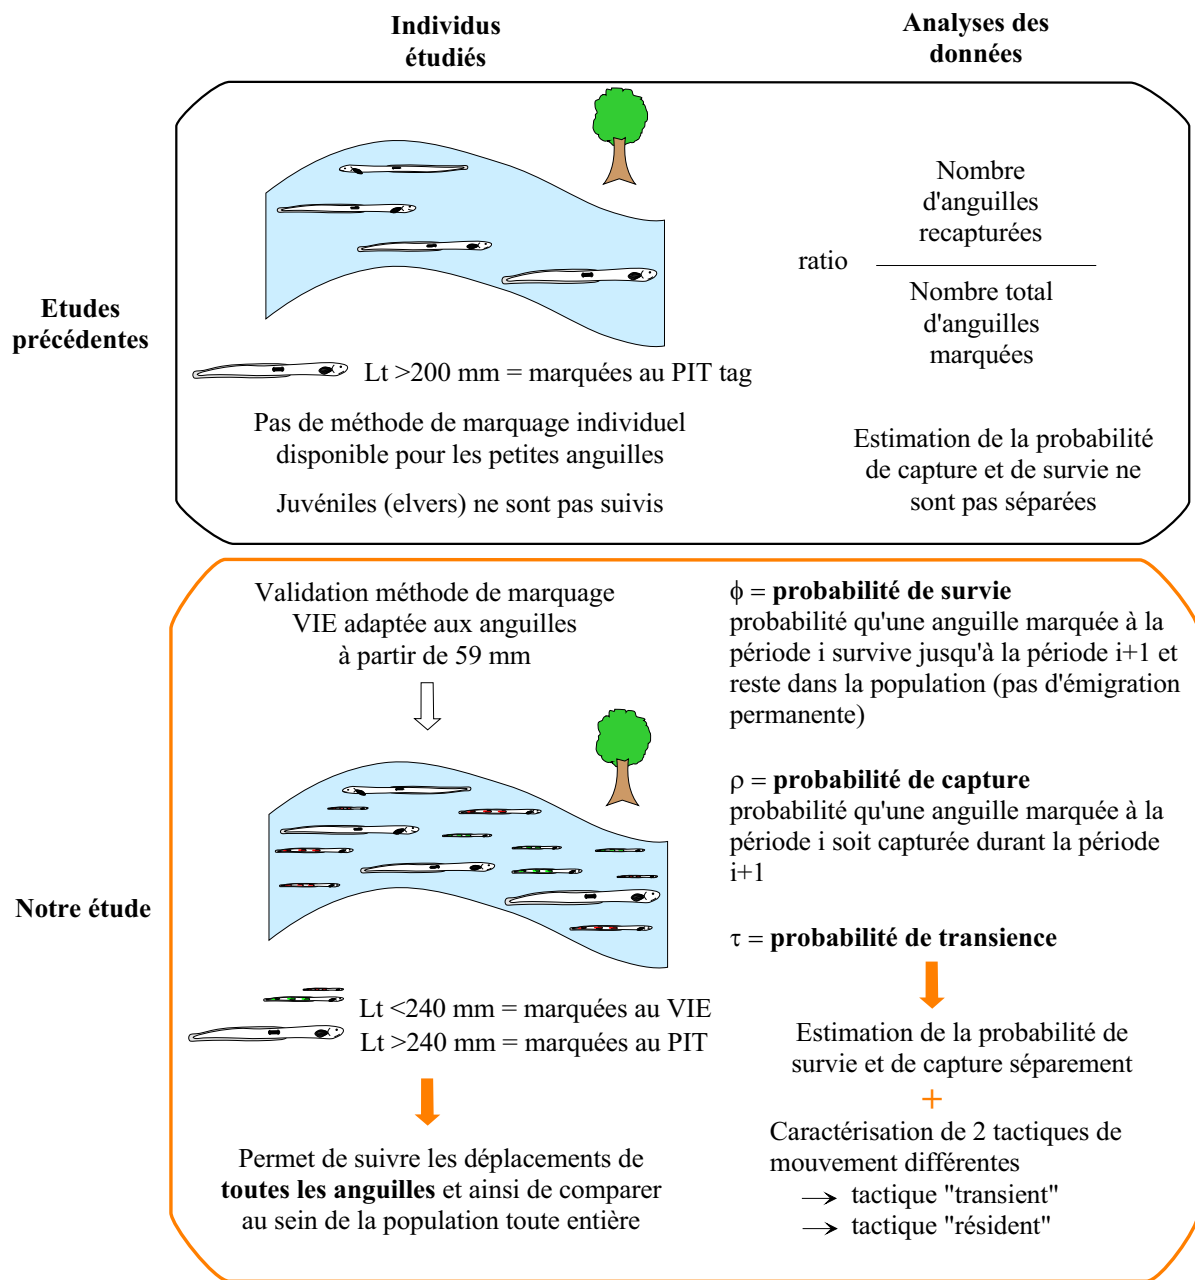 Individus
étudiés
Analyses des
données
Etudes
précédentes
Nombre
d'anguilles
recapturées
ratio
Nombre total
d'anguilles
marquées
Lt >200 mm = marquées au PIT tag
Pas de méthode de marquage individuel
disponible pour les petites anguilles
Juvéniles (elvers) ne sont pas suivis
Estimation de la probabilité
de capture et de survie ne
sont pas séparées
Notre étude
Validation méthode de marquage
VIE adaptée aux anguilles
à partir de 59 mm
Lt <240 mm = marquées au VIE
Lt >240 mm = marquées au PIT
Permet de suivre les déplacements de
toutes les anguilles et ainsi de comparer
au sein de la population toute entière
ϕ = probabilité de survie
probabilité qu'une anguille marquée à la
période i survive jusqu'à la période i+1 et
reste dans la population (pas d'émigration
permanente)
ρ = probabilité de capture
probabilité qu'une anguille marquée à la
période i soit capturée durant la période
i+1
τ = probabilité de transience
Estimation de la probabilité de
survie et de capture séparement
+
Caractérisation de 2 tactiques de
mouvement différentes
→ tactique "transient"
→ tactique "résident"